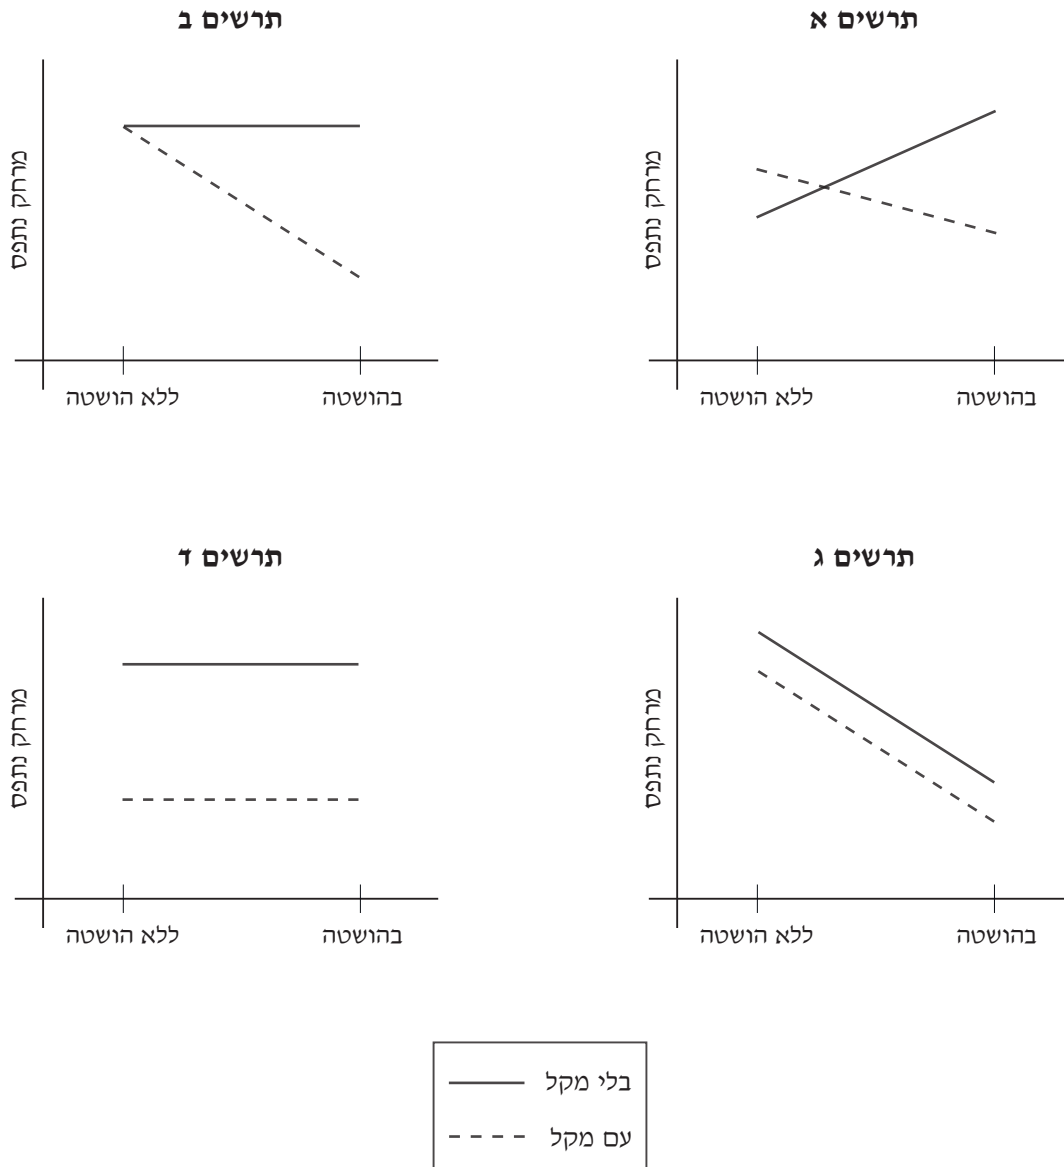 תרשים א
מרחק נתפס
ללא הושטה
בהושטה
תרשים ב
מרחק נתפס
ללא הושטה
בהושטה
תרשים ג
מרחק נתפס
ללא הושטה
בהושטה
תרשים ד
מרחק נתפס
ללא הושטה
בהושטה
בלי מקל
עם מקל